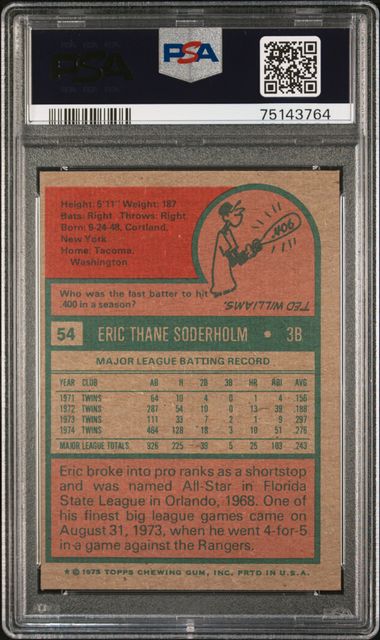 PSA
PSA
75143764
Height: 5'11" Weight: 187
Bats: Right Throws: Right
Born: 9-24-48, Cortland,
New York
Home: Tacoma,
Washington
.406
Who was the last batter to hit
.400 in a season?
TED WILLIAMS.
54 ERIC THANE SODERHOLM • 3B
MAJOR LEAGUE BATTING RECORD
YEAR CLUB AB H 2B 3B HR RBI AVG
1971 TWINS 64 10 4 0 1 4 .156
1972 TWINS 287 54 10 0 13 39 .188
1973 TWINS 111 33 7 2 1 9 .297
1974 TWINS 464 128 18 3 10 51 .276
MAJOR LEAGUE TOTALS 926 225 39 5 25 103 .243
Eric broke into pro ranks as a shortstop
and was named All-Star in Florida
State League in Orlando, 1968. One of
his finest big league games came on
August 31, 1973, when he went 4-for-5
in a game against the Rangers.
★ © 1975 TOPPS CHEWING GUM, INC. PRTD IN U.S.A.